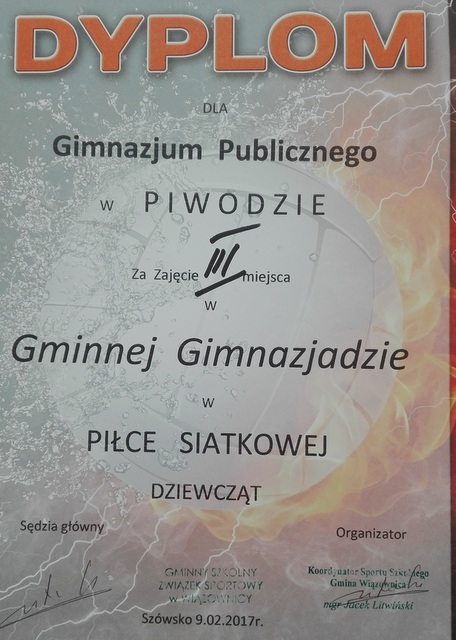 DYPLOM
DLA
Gimnazjum Publicznego
w PIWODZIE
Za Zajęcie III miejsca
w
Gminnej Gimnazjadzie
w
PIŁCE SIATKOWEJ
DZIEWCZĄT
Sędzia główny
Organizator
GMINNY SZKOLNY
ZWIĄZEK SPORTOWY
w WIĄZOWNICY
Koordynator Sportu Szkolnego
Gmina Wiązownica
mgr Jacek Litwiński
Szówsko 9.02.2017r.